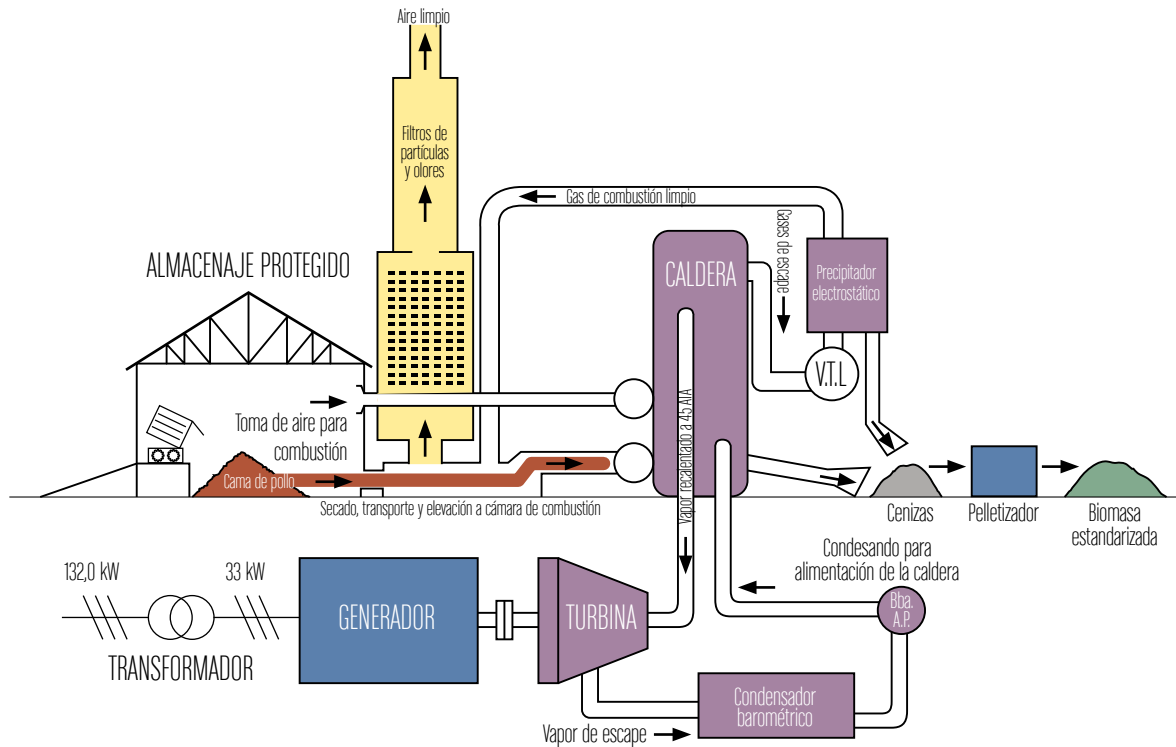 Aire limpio
Filtros de
partículas
y olores
Gas de combustión limpio
Gases de escape
ALMACENAJE PROTEGIDO
CALDERA
Precipitador
electrostático
V.T.L
Toma de aire para
combustión
Vapor recalentado a 45 ATA
Cama de pollo
Secado, transporte y elevación a cámara de combustión
Cenizas
Pelletizador
Biomasa
estandarizada
Condesando para
alimentación de la caldera
132,0 kW
33 kW
GENERADOR
TURBINA
Bba.
A.P.
TRANSFORMADOR
Condensador
barométrico
Vapor de escape